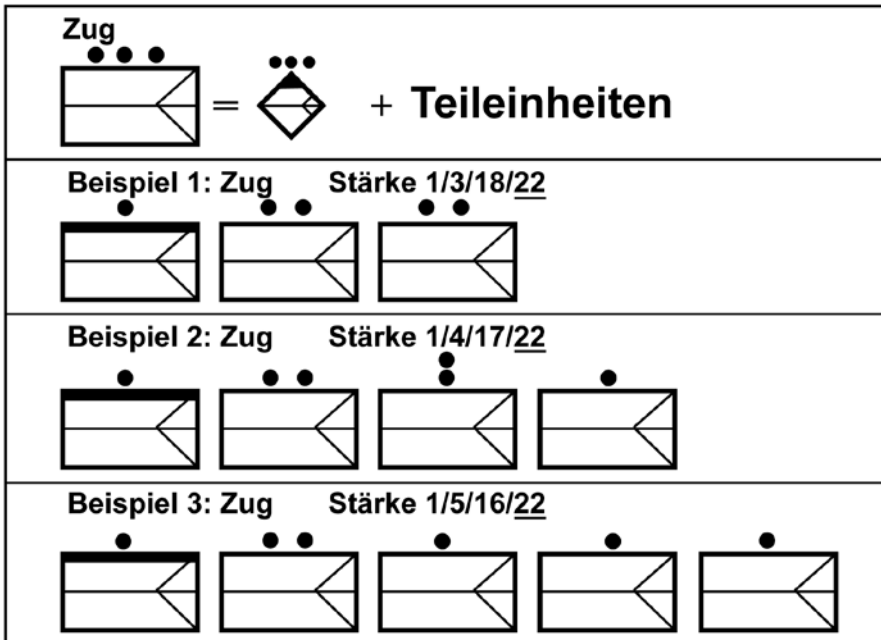 Zug
= + Teileinheiten
Beispiel 1: Zug Stärke 1/3/18/22
Beispiel 2: Zug Stärke 1/4/17/22
Beispiel 3: Zug Stärke 1/5/16/22